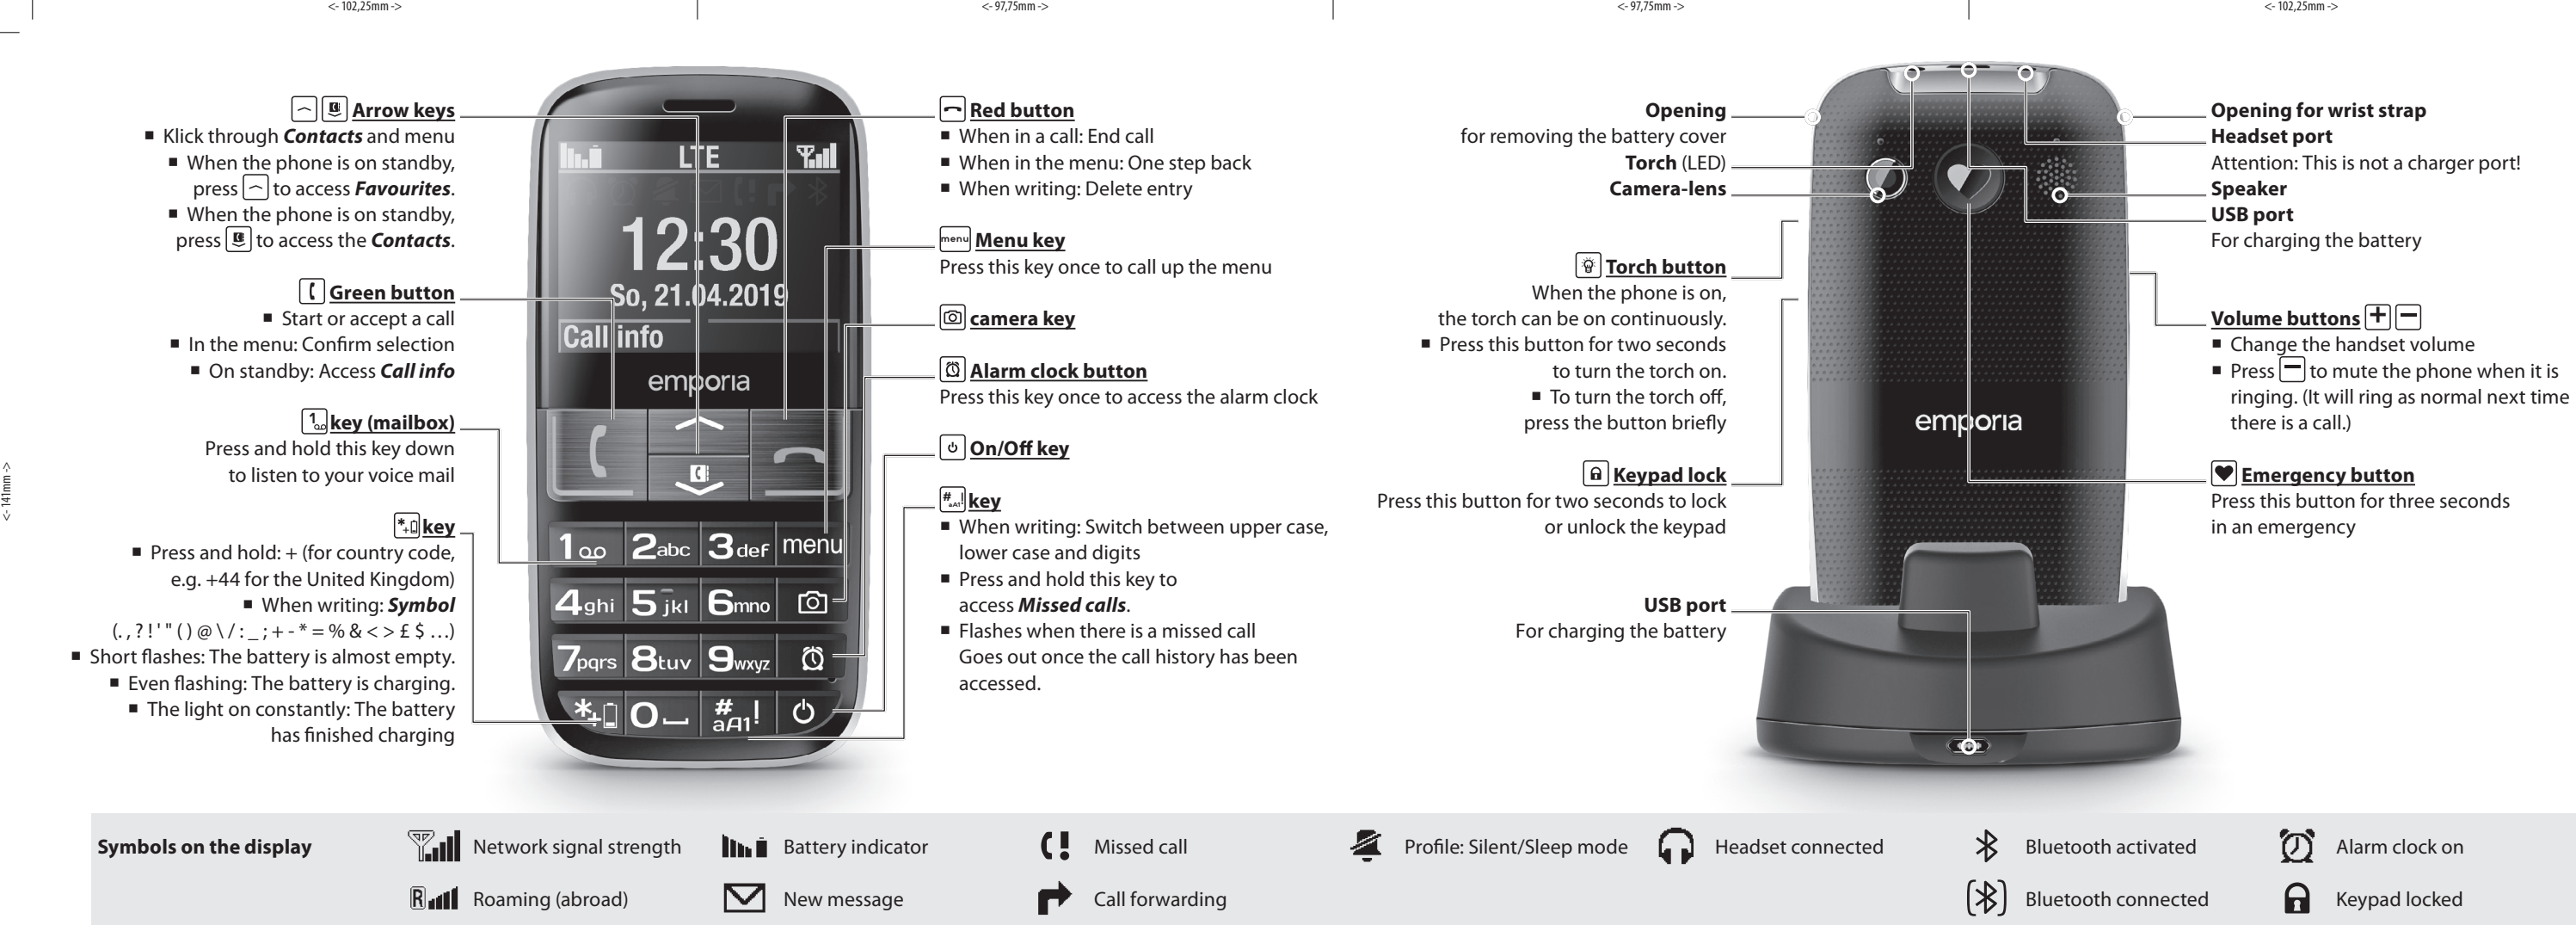 <- 102,25mm ->
<- 97,75mm ->
<- 97,75mm ->
<- 102,25mm ->
<- 141mm ->
Arrow keys
■ Klick through Contacts and menu
■ When the phone is on standby,
press to access Favourites.
■ When the phone is on standby,
press to access the Contacts.
Green button
■ Start or accept a call
■ In the menu: Confirm selection
■ On standby: Access Call info
1 key (mailbox)
Press and hold this key down
to listen to your voice mail
*+ key
■ Press and hold: + (for country code,
e.g. +44 for the United Kingdom)
■ When writing: Symbol
(. , ? ! ' " ( ) @ \ / : _ ; + - * = % & < > £ $ …)
■ Short flashes: The battery is almost empty.
■ Even flashing: The battery is charging.
■ The light on constantly: The battery
has finished charging
LTE
12:30
So, 21.04.2019
Call info
emporia
1 2abc 3def menu
4ghi 5jkl 6mno
7pqrs 8tuv 9wxyz
*+ 0 # aA1!
Red button
■ When in a call: End call
■ When in the menu: One step back
■ When writing: Delete entry
menu Menu key
Press this key once to call up the menu
camera key
Alarm clock button
Press this key once to access the alarm clock
On/Off key
# aA1! key
■ When writing: Switch between upper case,
lower case and digits
■ Press and hold this key to
access Missed calls.
■ Flashes when there is a missed call
Goes out once the call history has been
accessed.
Opening
for removing the battery cover
Torch (LED)
Camera-lens
Torch button
When the phone is on,
the torch can be on continuously.
■ Press this button for two seconds
to turn the torch on.
■ To turn the torch off,
press the button briefly
Keypad lock
Press this button for two seconds to lock
or unlock the keypad
USB port
For charging the battery
emporia
Opening for wrist strap
Headset port
Attention: This is not a charger port!
Speaker
USB port
For charging the battery
Volume buttons + −
■ Change the handset volume
■ Press − to mute the phone when it is
ringing. (It will ring as normal next time
there is a call.)
Emergency button
Press this button for three seconds
in an emergency
Symbols on the display
Network signal strength
Battery indicator
Missed call
Profile: Silent/Sleep mode
Headset connected
Bluetooth activated
Alarm clock on
R Roaming (abroad)
New message
Call forwarding
Bluetooth connected
Keypad locked